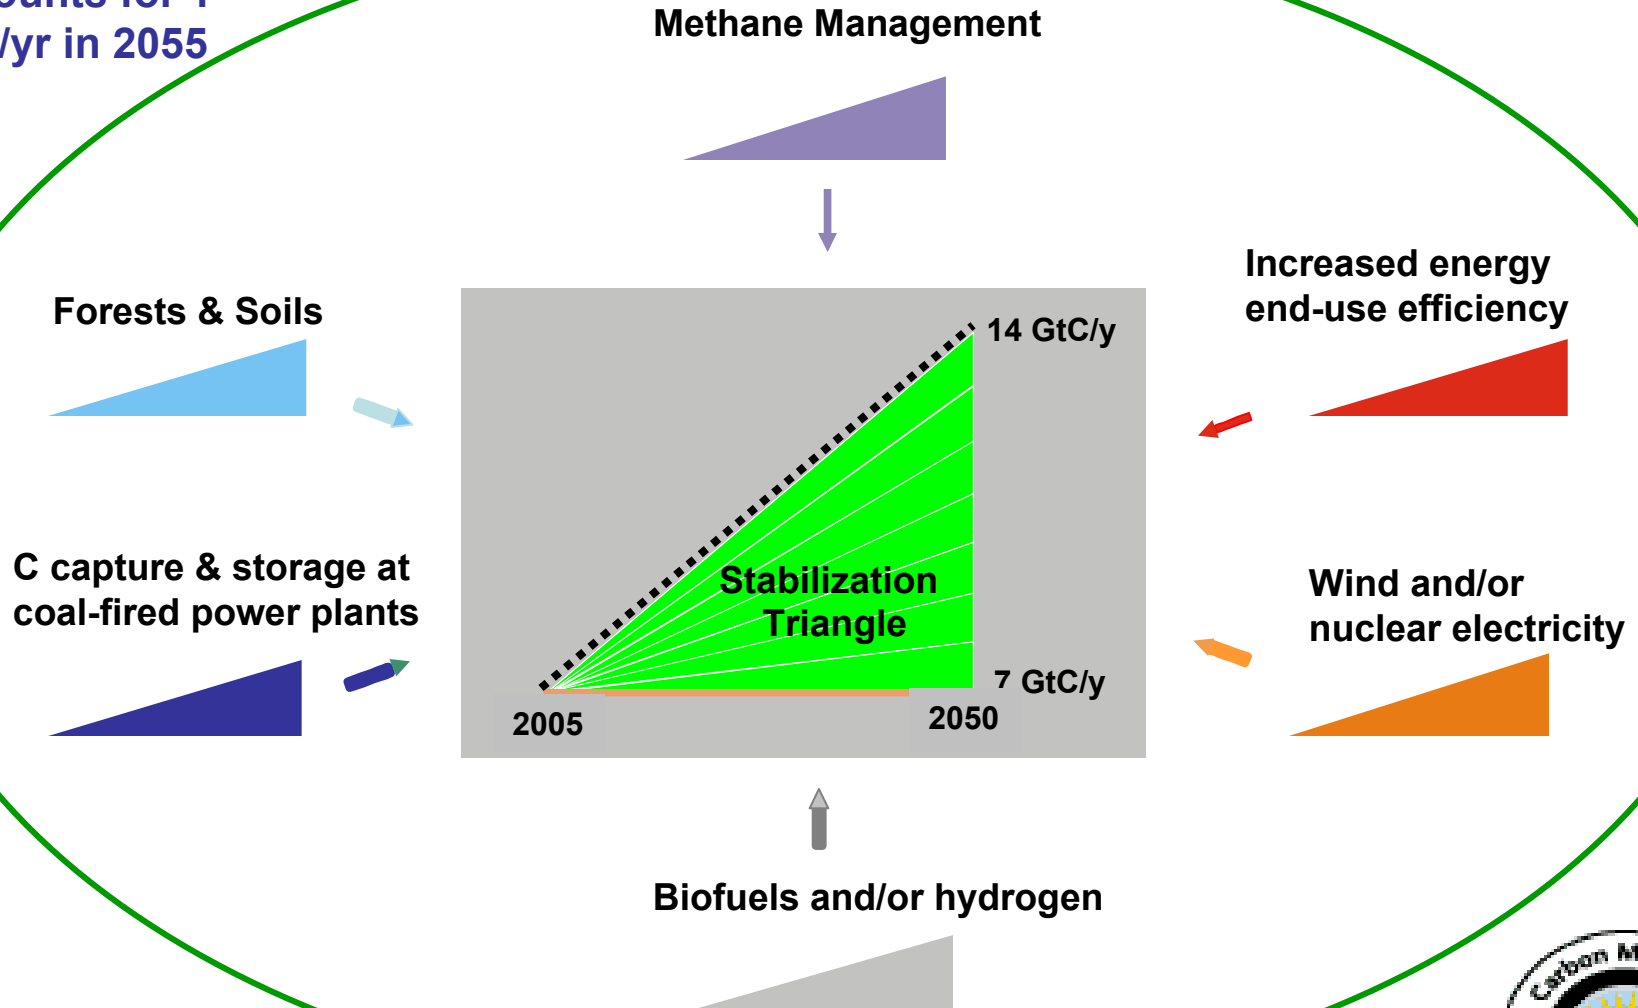 /yr in 2055
Methane Management
Forests & Soils
Increased energy
end-use efficiency
14 GtC/y
C capture & storage at
coal-fired power plants
Stabilization
Triangle
Wind and/or
nuclear electricity
7 GtC/y
2005
2050
Biofuels and/or hydrogen
Carbon